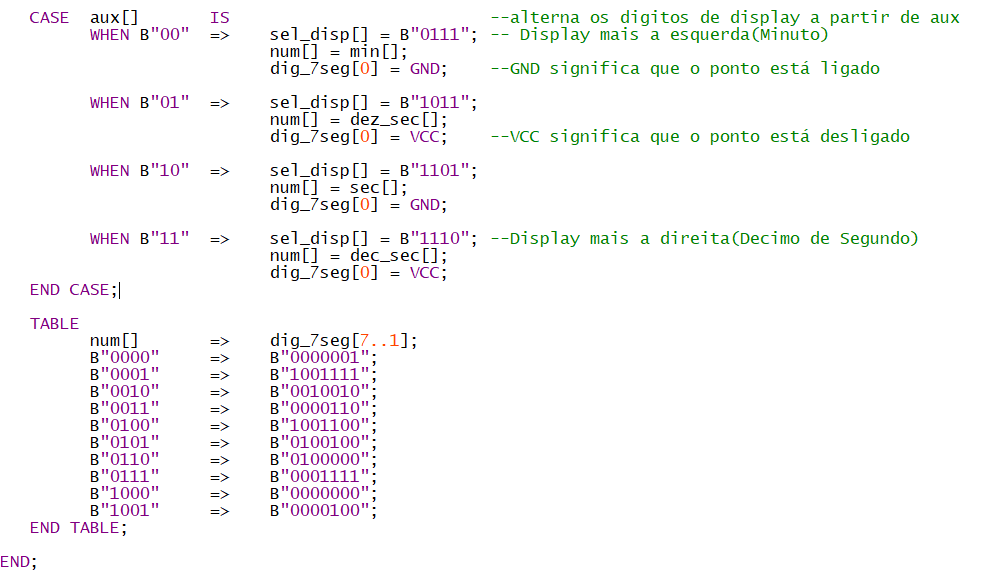 CASE aux[] IS --alterna os digitos de display a partir de aux
WHEN B"00" => sel_disp[] = B"0111"; -- Display mais a esquerda(Minuto)
num[] = min[];
dig_7seg[0] = GND; --GND significa que o ponto está ligado
WHEN B"01" => sel_disp[] = B"1011";
num[] = dez_sec[];
dig_7seg[0] = VCC; --VCC significa que o ponto está desligado
WHEN B"10" => sel_disp[] = B"1101";
num[] = sec[];
dig_7seg[0] = GND;
WHEN B"11" => sel_disp[] = B"1110"; --Display mais a direita(Decimo de Segundo)
num[] = dec_sec[];
dig_7seg[0] = VCC;
END CASE;
TABLE
num[] => dig_7seg[7..1];
B"0000" => B"0000001";
B"0001" => B"1001111";
B"0010" => B"0010010";
B"0011" => B"0000110";
B"0100" => B"1001100";
B"0101" => B"0100100";
B"0110" => B"0100000";
B"0111" => B"0001111";
B"1000" => B"0000000";
B"1001" => B"0000100";
END TABLE;
END;